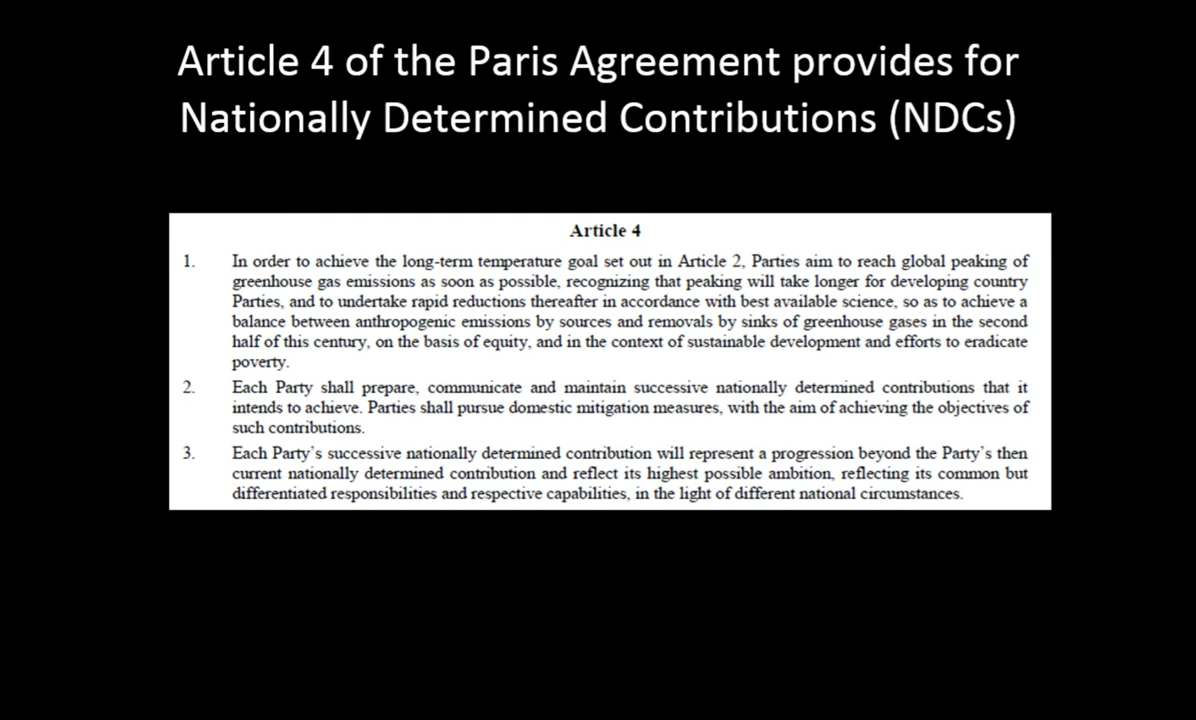 Article 4 of the Paris Agreement provides for
Nationally Determined Contributions (NDCs)
Article 4
1. In order to achieve the long-term temperature goal set out in Article 2, Parties aim to reach global peaking of
greenhouse gas emissions as soon as possible, recognizing that peaking will take longer for developing country
Parties, and to undertake rapid reductions thereafter in accordance with best available science, so as to achieve a
balance between anthropogenic emissions by sources and removals by sinks of greenhouse gases in the second
half of this century, on the basis of equity, and in the context of sustainable development and efforts to eradicate
poverty.
2. Each Party shall prepare, communicate and maintain successive nationally determined contributions that it
intends to achieve. Parties shall pursue domestic mitigation measures, with the aim of achieving the objectives of
such contributions.
3. Each Party's successive nationally determined contribution will represent a progression beyond the Party's then
current nationally determined contribution and reflect its highest possible ambition, reflecting its common but
differentiated responsibilities and respective capabilities, in the light of different national circumstances.